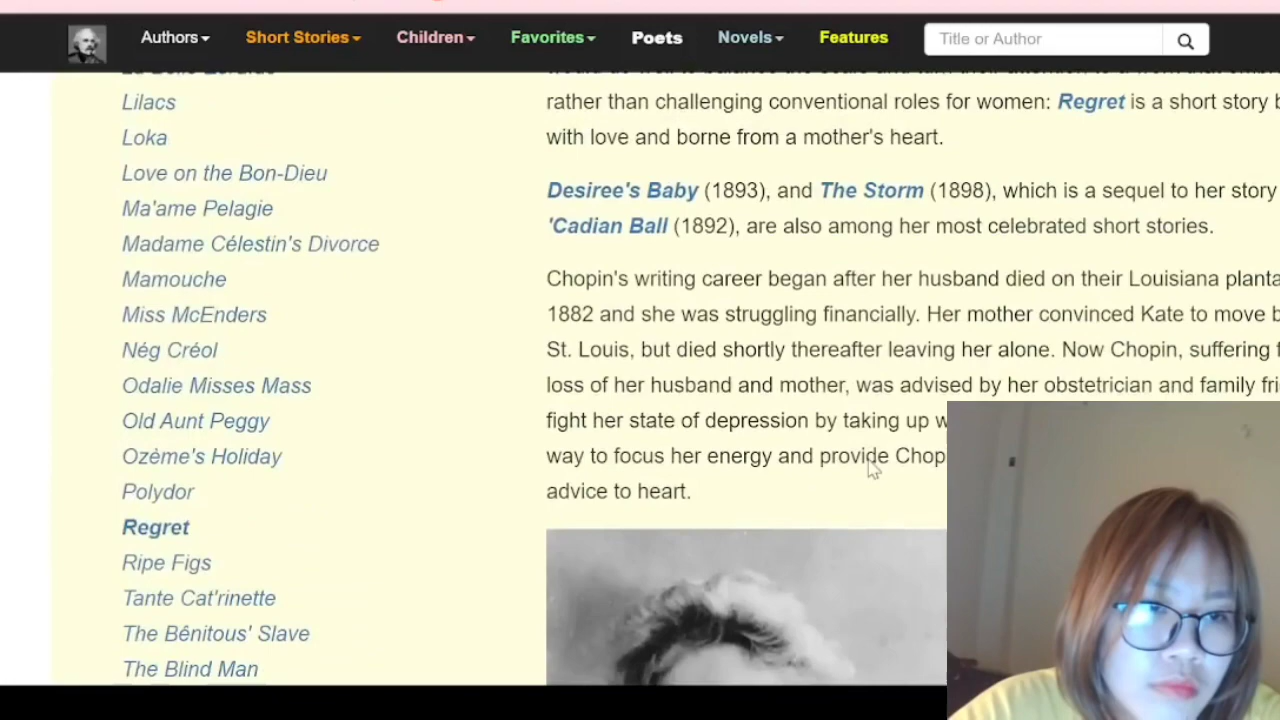 Authors
Short Stories
Children
Favorites
Poets
Novels
Features
Title or Author
Lilacs
Loka
Love on the Bon-Dieu
Ma'ame Pelagie
Madame Célestin's Divorce
Mamouche
Miss McEnders
Nég Créol
Odalie Misses Mass
Old Aunt Peggy
Ozème's Holiday
Polydor
Regret
Ripe Figs
Tante Cat'rinette
The Bênitous' Slave
The Blind Man
rather than challenging conventional roles for women: Regret is a short story
with love and borne from a mother's heart.
Desiree's Baby (1893), and The Storm (1898), which is a sequel to her story
'Cadian Ball (1892), are also among her most celebrated short stories.
Chopin's writing career began after her husband died on their Louisiana
1882 and she was struggling financially. Her mother convinced Kate to move
St. Louis, but died shortly thereafter leaving her alone. Now Chopin, suffering
loss of her husband and mother, was advised by her obstetrician and family
fight her state of depression by taking up
way to focus her energy and provide Chop
advice to heart.